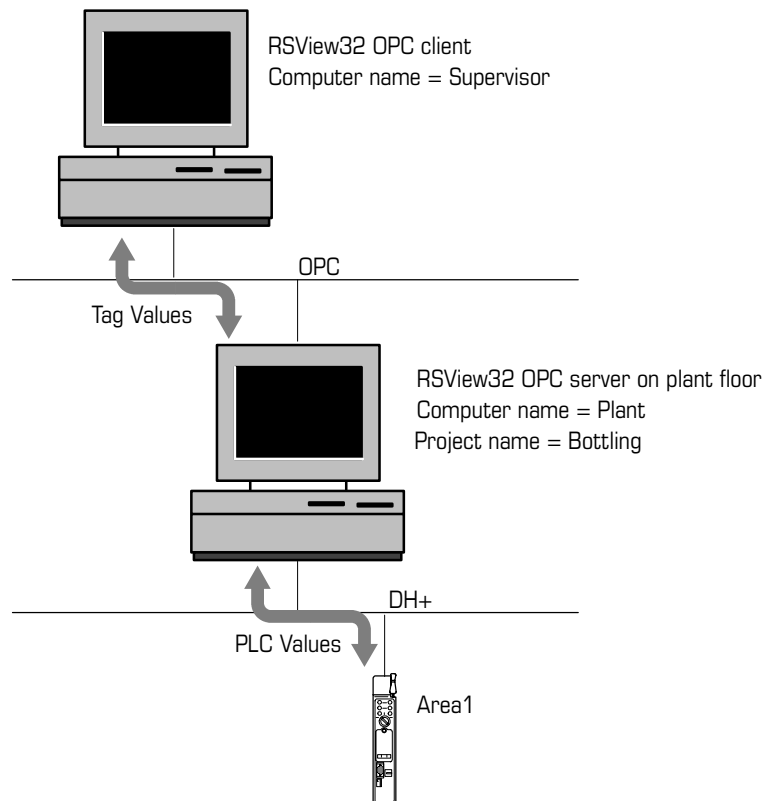 RSView32 OPC client
Computer name = Supervisor
OPC
Tag Values
RSView32 OPC server on plant floor
Computer name = Plant
Project name = Bottling
DH+
PLC Values
Area1